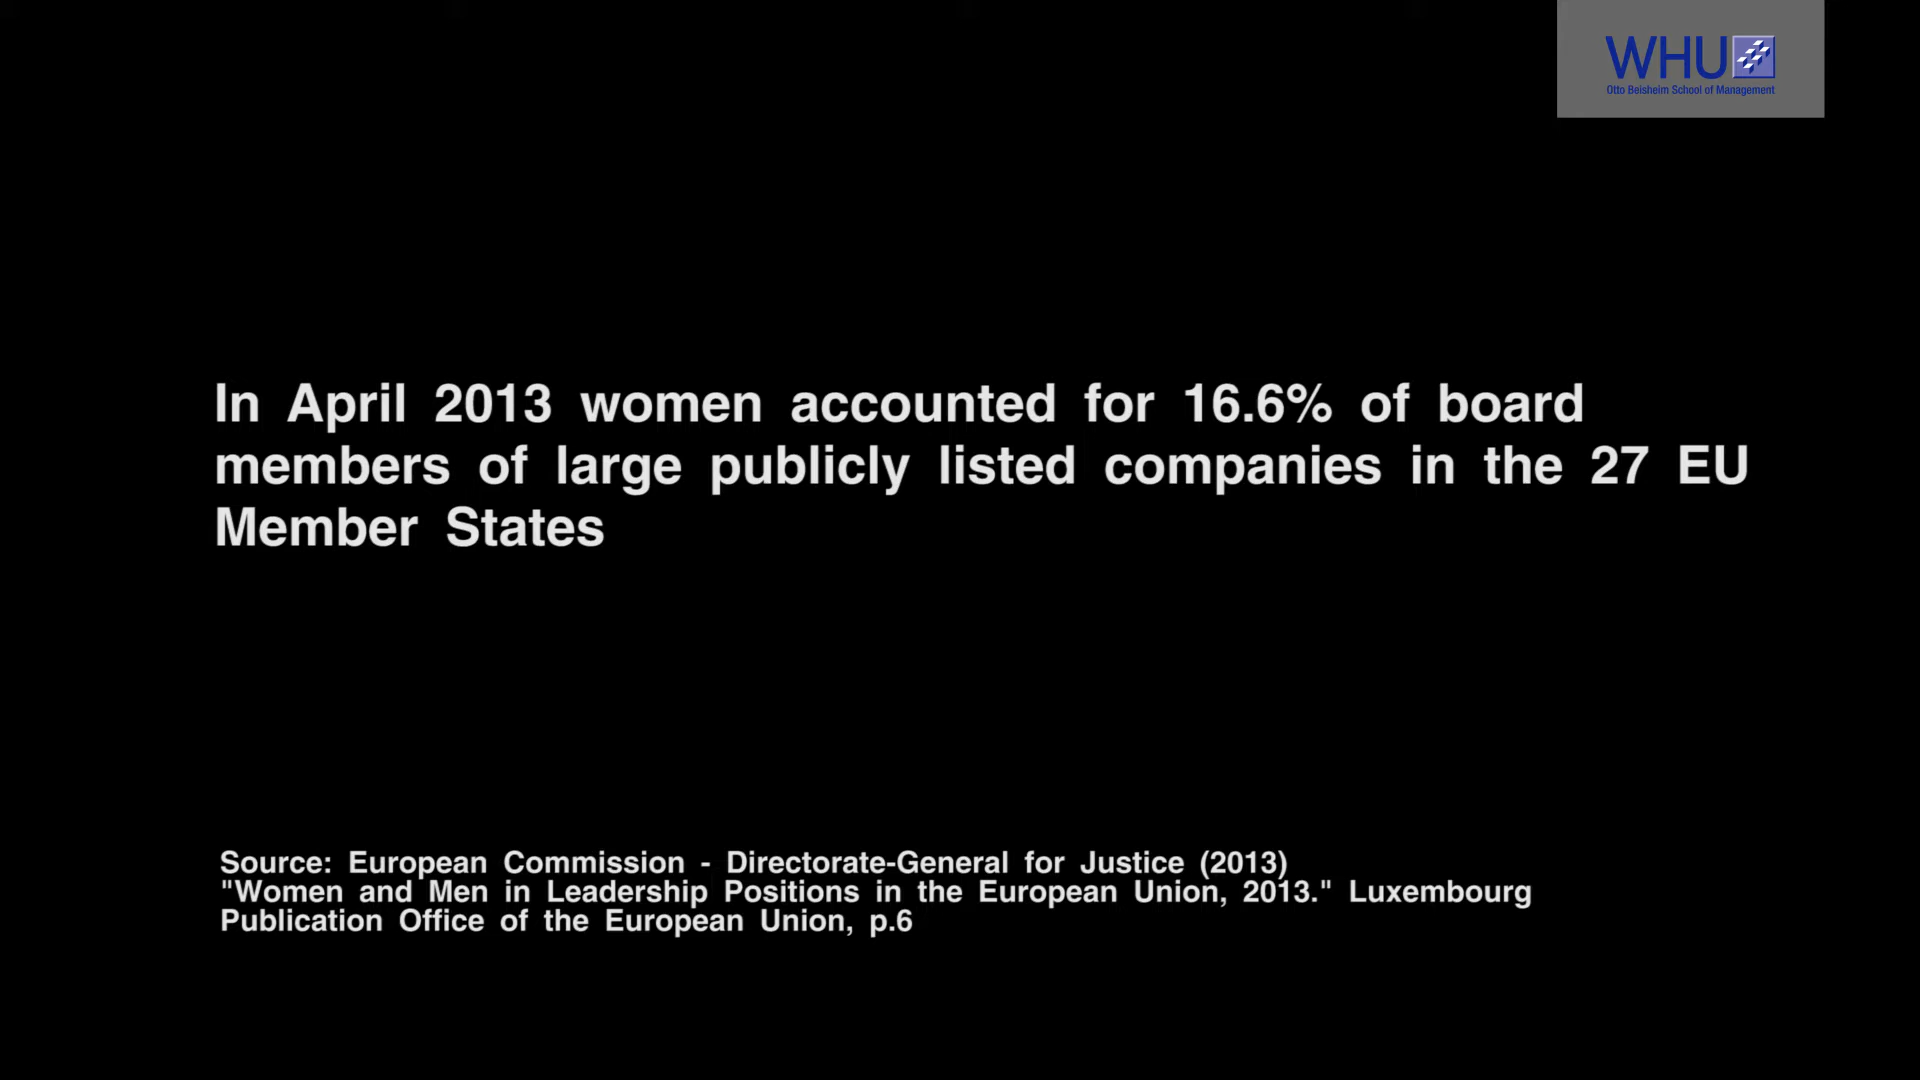 WHU
Otto Beisheim School of Management
In April 2013 women accounted for 16.6% of board
members of large publicly listed companies in the 27 EU
Member States
Source: European Commission - Directorate-General for Justice (2013)
"Women and Men in Leadership Positions in the European Union, 2013." Luxembourg
Publication Office of the European Union, p.6